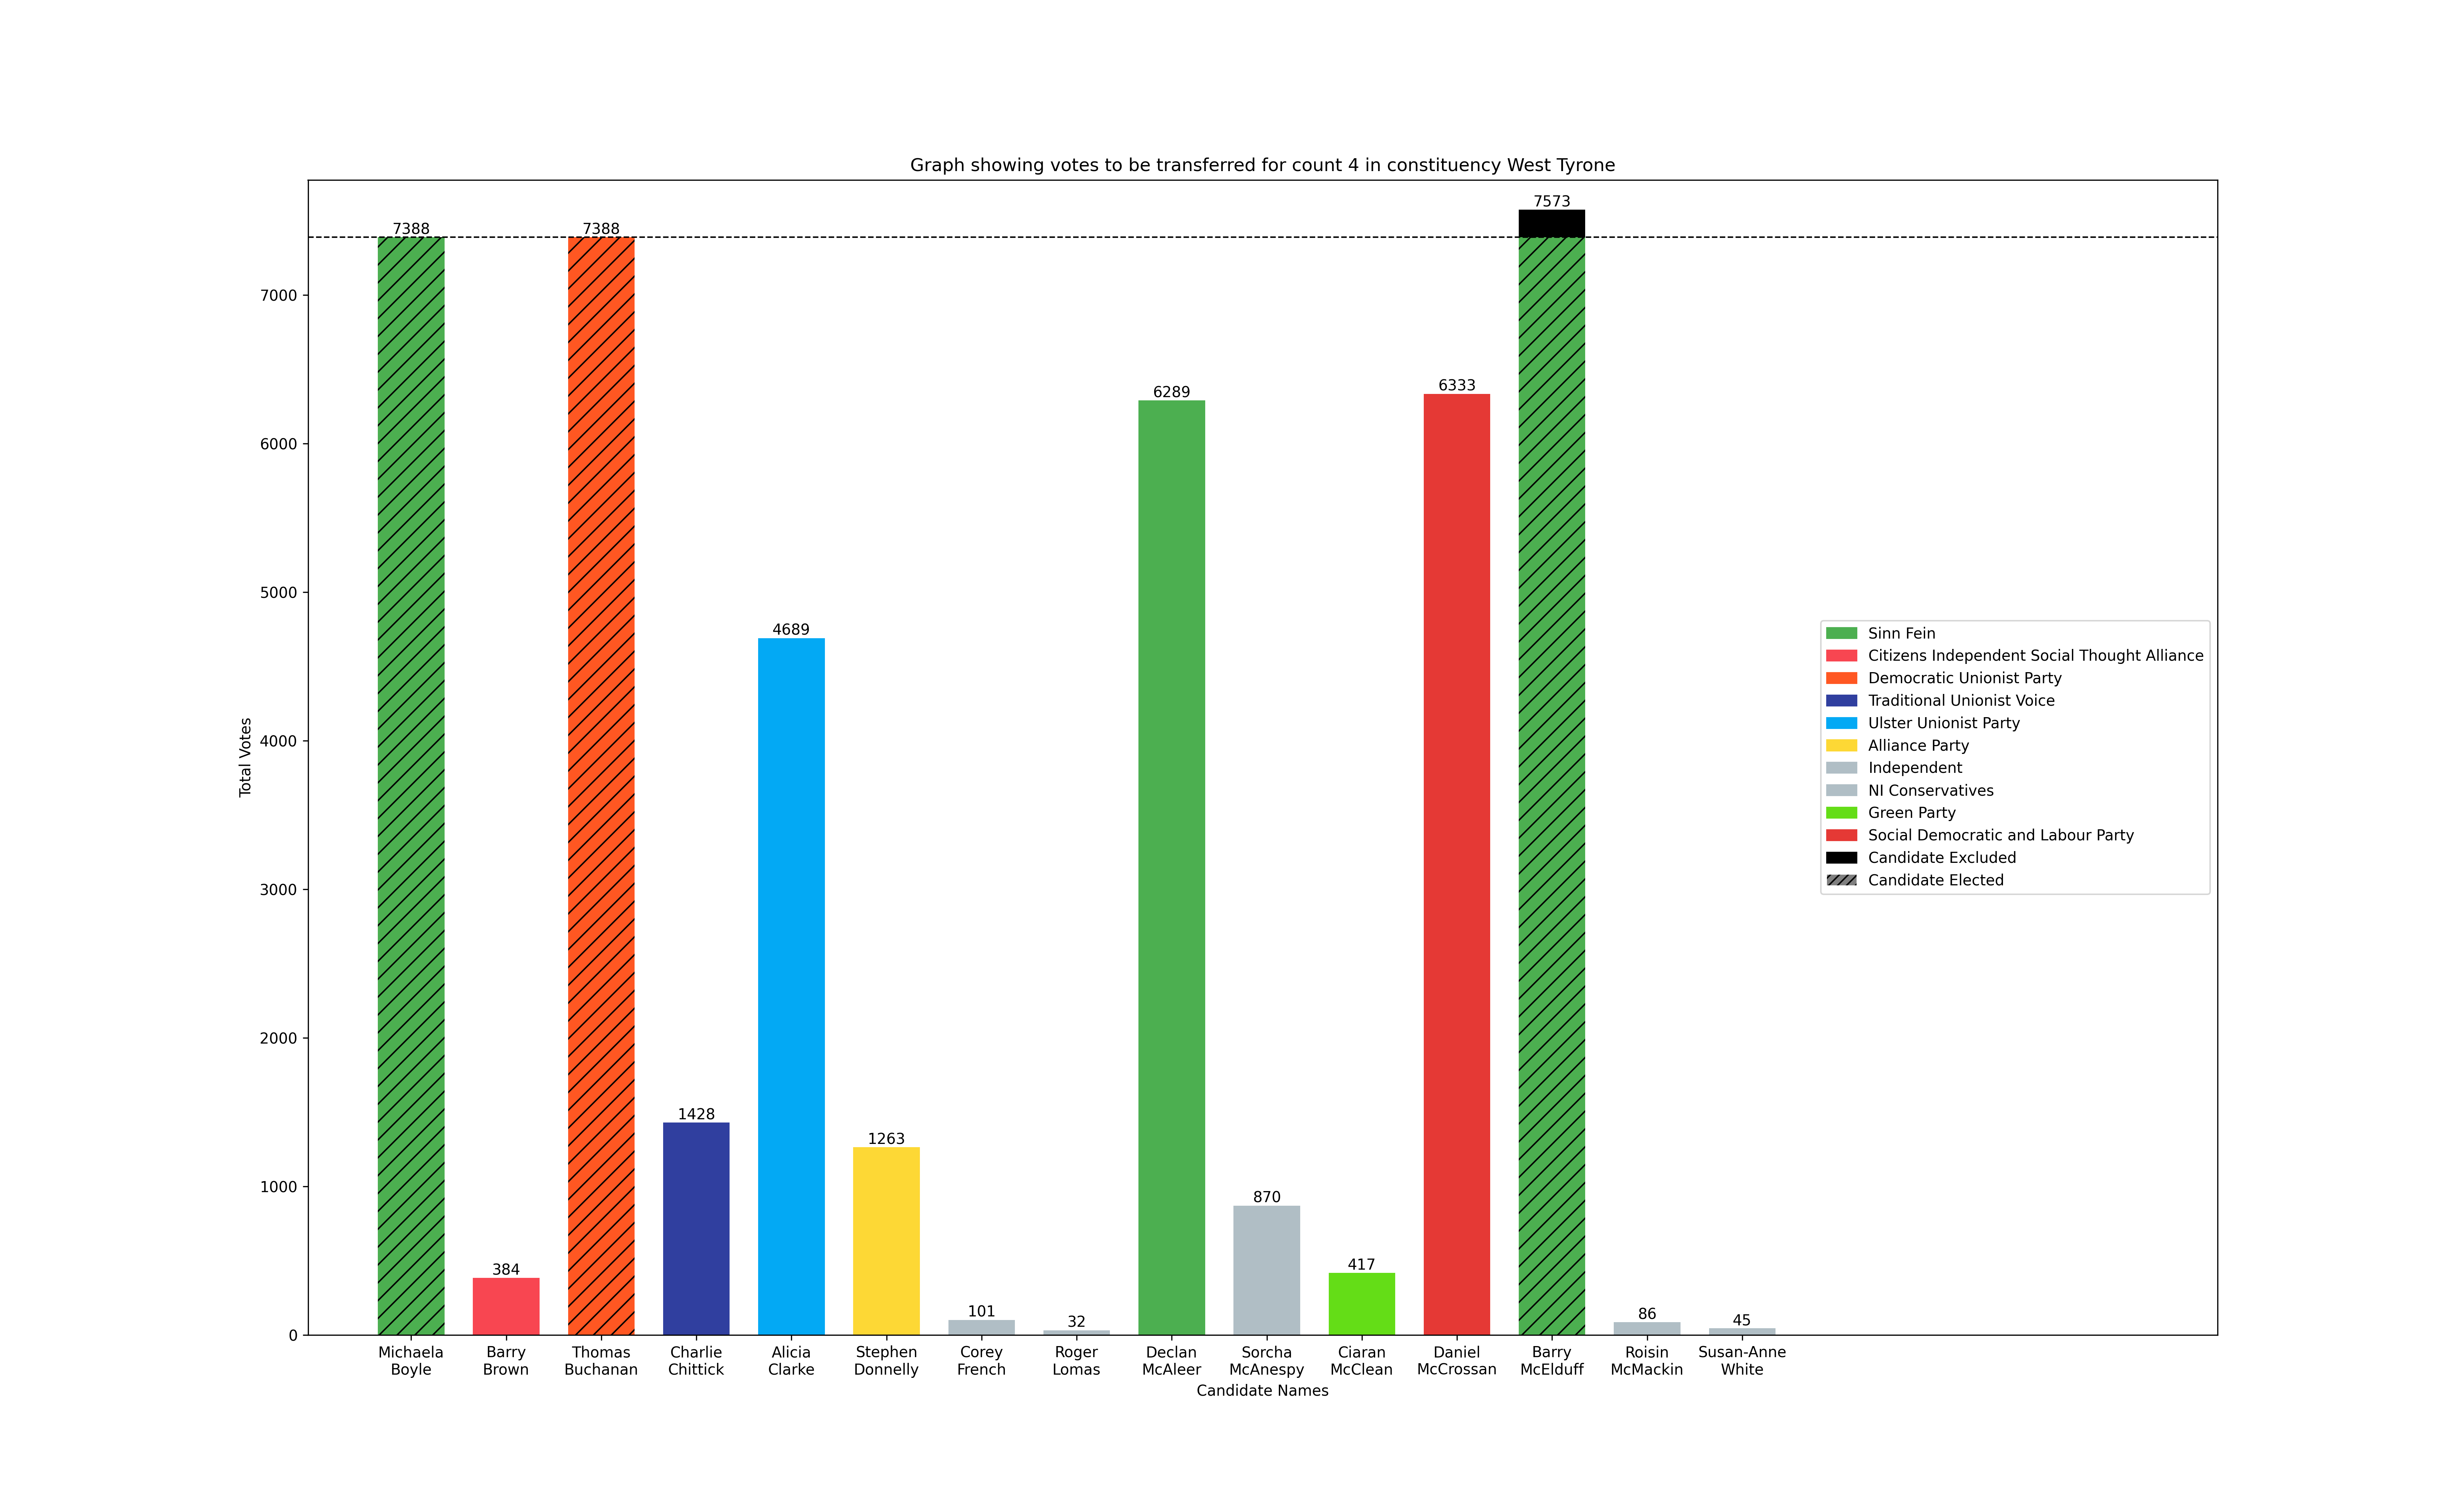 Graph showing votes to be transferred for count 4 in constituency West Tyrone
7573
7388
7388
7000
6289
6333
6000
5000
4689
4000
3000
2000
1428
1263
1000
870
384
417
101
32
86
45
0
Total Votes
Sinn Fein
Citizens Independent Social Thought Alliance
Democratic Unionist Party
Traditional Unionist Voice
Ulster Unionist Party
Alliance Party
Independent
NI Conservatives
Green Party
Social Democratic and Labour Party
Candidate Excluded
Candidate Elected
Michaela
Boyle
Barry
Brown
Thomas
Buchanan
Charlie
Chittick
Alicia
Clarke
Stephen
Donnelly
Corey
French
Roger
Lomas
Declan
McAleer
Sorcha
McAnespy
Ciaran
McClean
Daniel
McCrossan
Barry
McElduff
Roisin
McMackin
Susan-Anne
White
Candidate Names